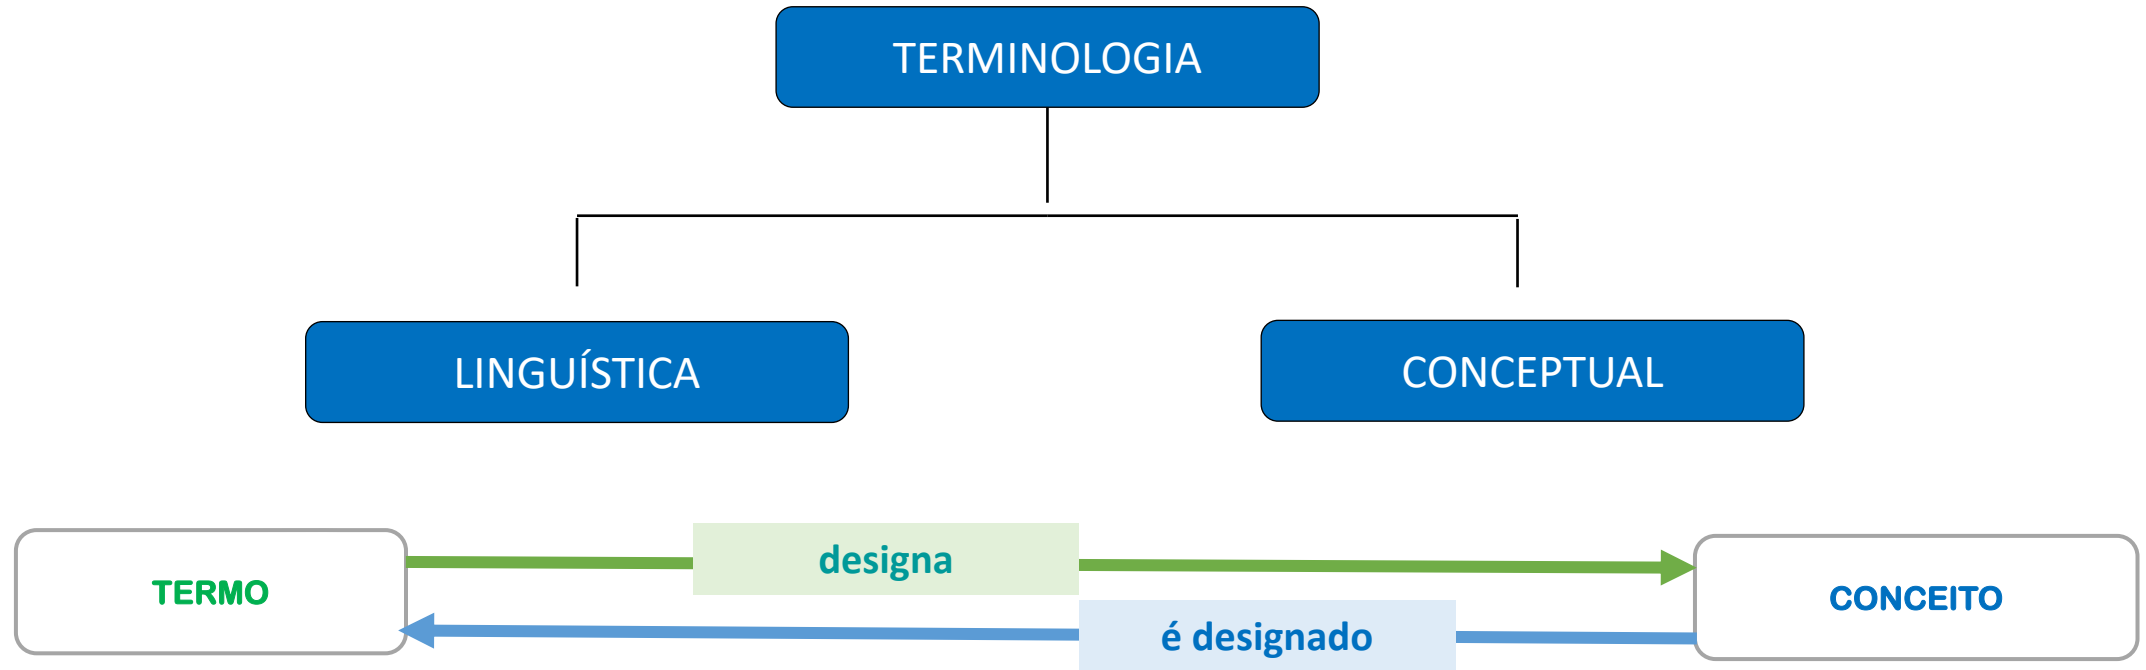 TERMINOLOGIA
LINGUÍSTICA
CONCEPTUAL
designa
TERMO
CONCEITO
é designado